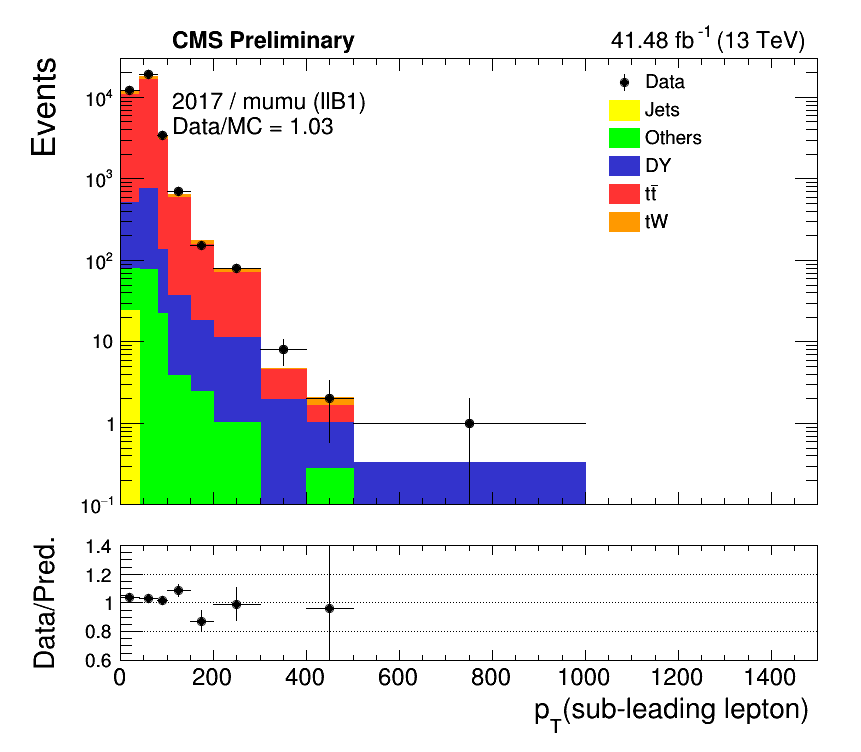 CMS Preliminary
41.48 fb⁻¹ (13 TeV)
Events
2017 / mumu (llB1)
Data/MC = 1.03
Data
Jets
Others
DY
tt̄
tW
10⁴
10³
10²
10
1
10⁻¹
Data/Pred.
1.4
1.2
1
0.8
0.6
0 200 400 600 800 1000 1200 1400
p_T(sub-leading lepton)